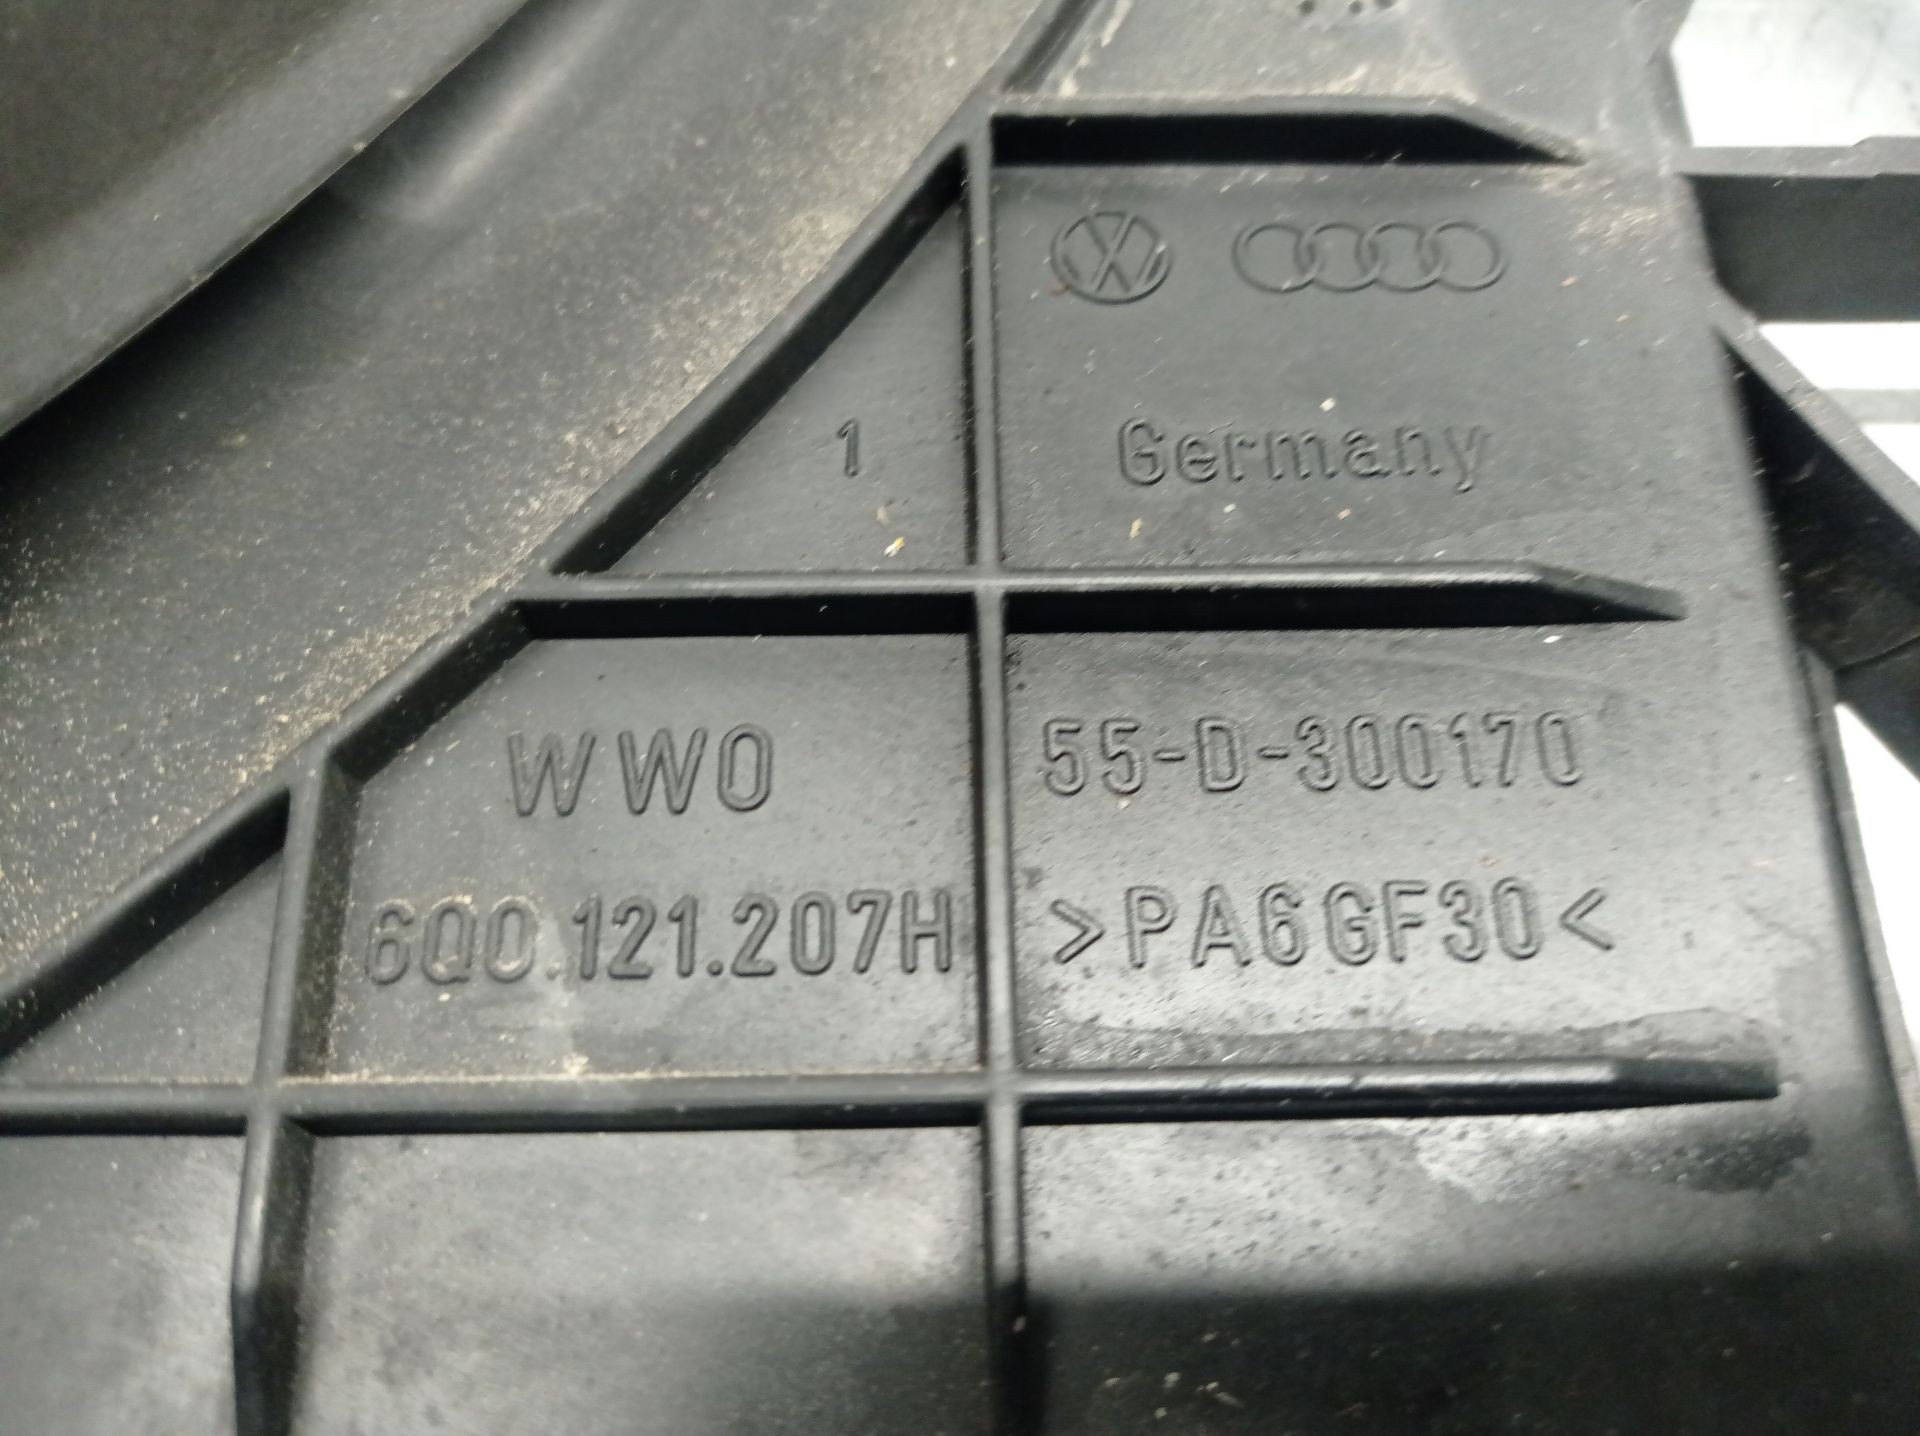 Germany
1
WWO
55-D-300170
6Q0.121.207H
>PA6GF30<